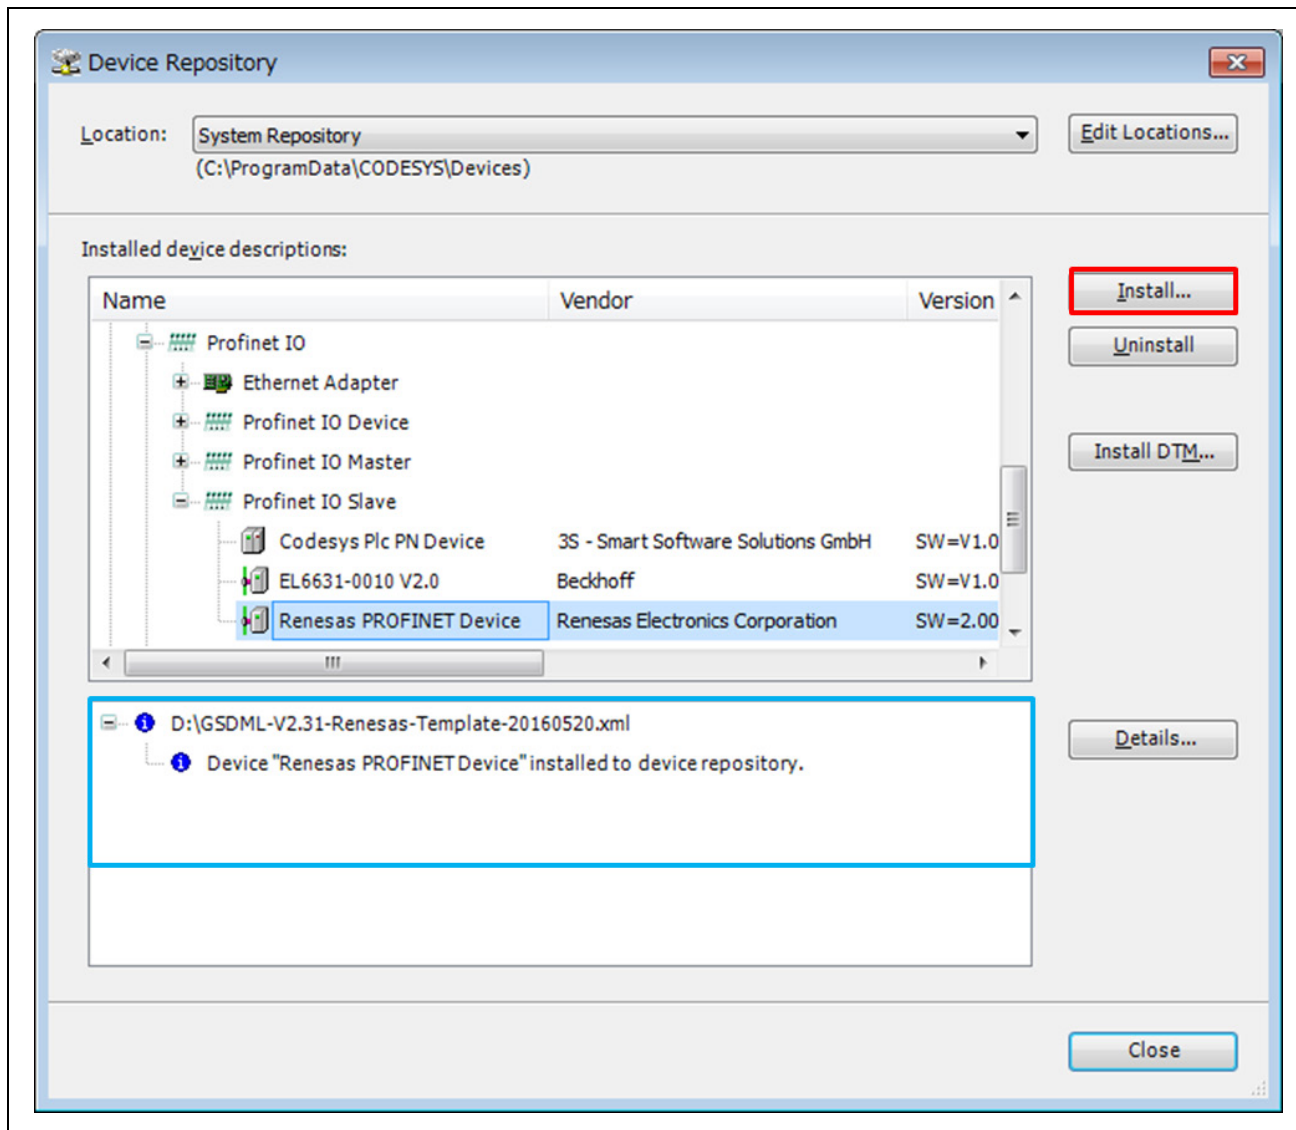 Device Repository
Location: System Repository Edit Locations...
(C:\ProgramData\CODESYS\Devices)
Installed device descriptions:
Name Vendor Version
Install...
Profinet IO
Uninstall
Ethernet Adapter
Profinet IO Device
Profinet IO Master
Install DTM...
Profinet IO Slave
Codesys Plc PN Device 3S - Smart Software Solutions GmbH SW=V1.0
EL6631-0010 V2.0 Beckhoff SW=V1.0
Renesas PROFINET Device Renesas Electronics Corporation SW=2.00
D:\GSDML-V2.31-Renesas-Template-20160520.xml
Details...
Device "Renesas PROFINET Device" installed to device repository.
Close